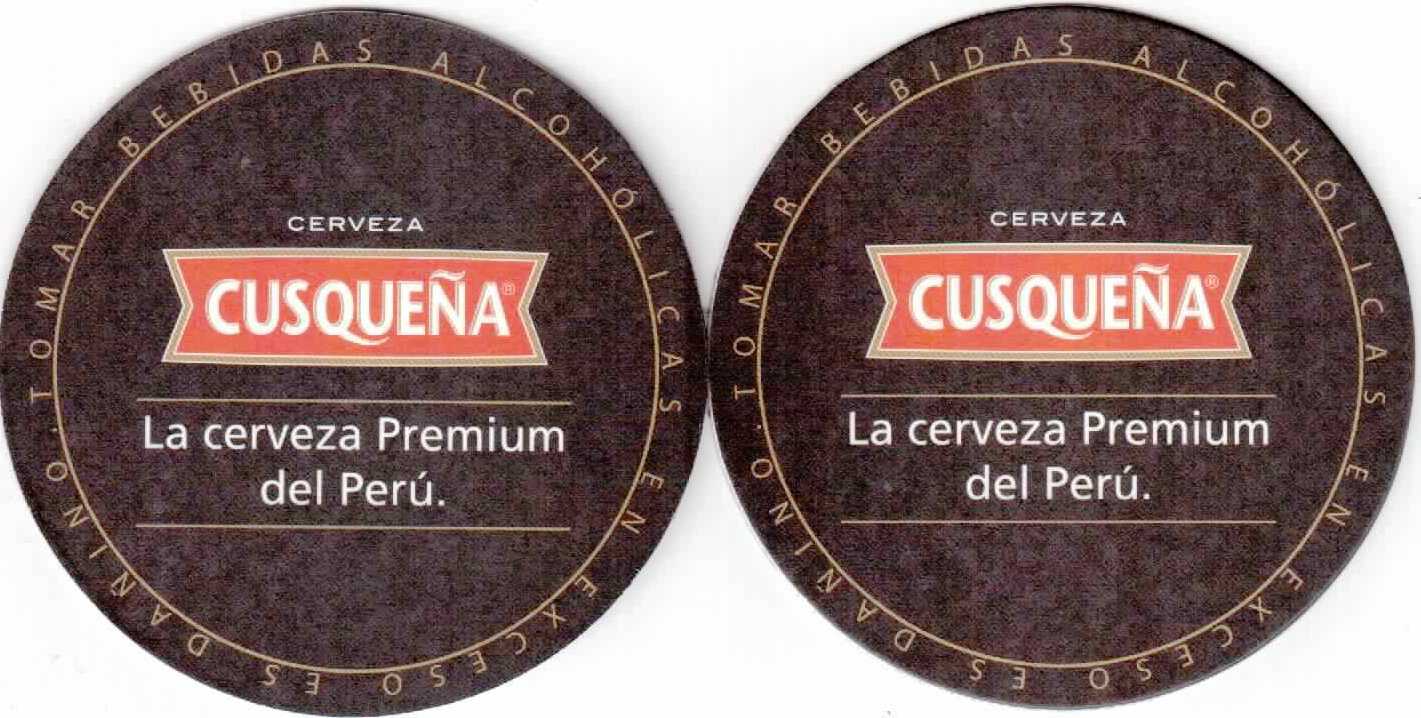 TOMAR BEBIDAS ALCOHÓLICAS EN EXCESO ES DAÑINO.
CERVEZA
CUSQUEÑA®
La cerveza Premium
del Perú.
TOMAR BEBIDAS ALCOHÓLICAS EN EXCESO ES DAÑINO.
CERVEZA
CUSQUEÑA®
La cerveza Premium
del Perú.